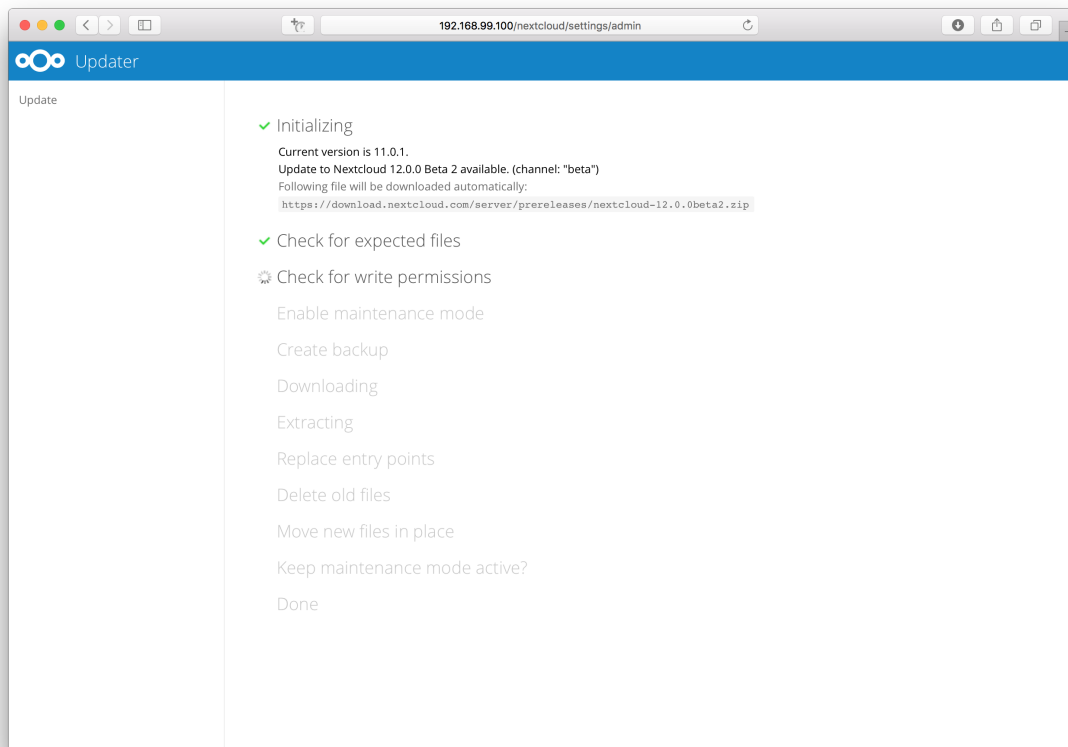 192.168.99.100/nextcloud/settings/admin
Updater
Update
Initializing
Current version is 11.0.1.
Update to Nextcloud 12.0.0 Beta 2 available. (channel: "beta")
Following file will be downloaded automatically:
https://download.nextcloud.com/server/prereleases/nextcloud-12.0.0beta2.zip
Check for expected files
Check for write permissions
Enable maintenance mode
Create backup
Downloading
Extracting
Replace entry points
Delete old files
Move new files in place
Keep maintenance mode active?
Done